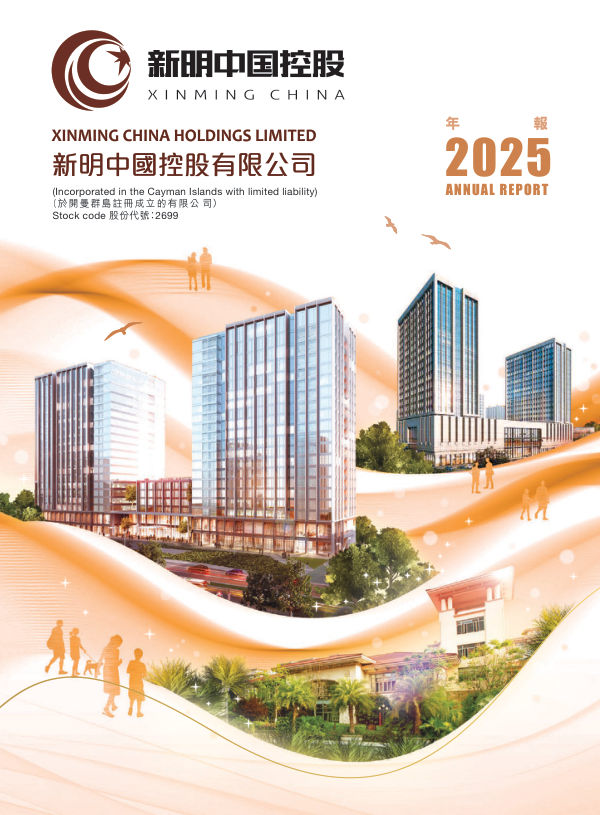 新明中国控股
XINMING CHINA
XINMING CHINA HOLDINGS LIMITED
新明中國控股有限公司
(Incorporated in the Cayman Islands with limited liability)
(於開曼群島註冊成立的有限公司)
Stock code 股份代號:2699
年 報
2025
ANNUAL REPORT